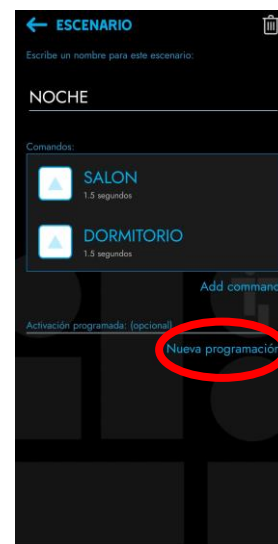 ESCENARIO
Escribe un nombre para este escenario:
NOCHE
Comandos:
SALON
1.5 segundos
DORMITORIO
1.5 segundos
Add command
Activación programada: (opcional)
Nueva programación